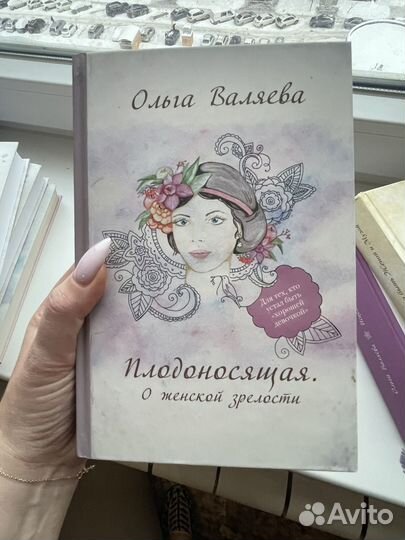 Ольга Валяева
Для тех, кто
устал быть
«хорошей
девочкой»
Плодоносящая.
О женской зрелости
Avito